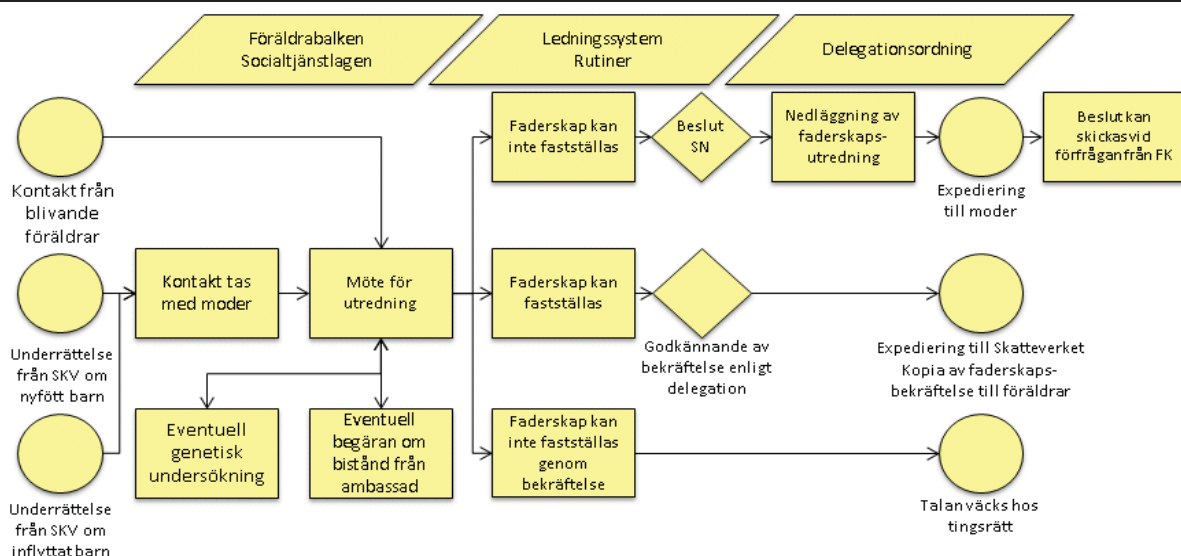 Föräldrabalken
Socialtjänstlagen
Ledningssystem
Rutiner
Delegationsordning
Kontakt från
blivande
föräldrar
Faderskap kan
inte fastställas
Beslut
SN
Nedläggning av
faderskaps-
utredning
Expediering
till moder
Beslut kan
skickasvid
förfråganfrån FK
Underrättelse
från SKV om
nyfött barn
Kontakt tas
med moder
Möte för
utredning
Faderskap kan
fastställas
Godkännande av
bekräftelse enligt
delegation
Expediering till Skatteverket
Kopia av faderskaps-
bekräftelse till föräldrar
Underrättelse
från SKV om
inflyttat barn
Eventuell
genetisk
undersökning
Eventuell
begäran om
bistånd från
ambassad
Faderskap kan
inte fastställas
genom
bekräftelse
Talan väcks hos
tingsrätt